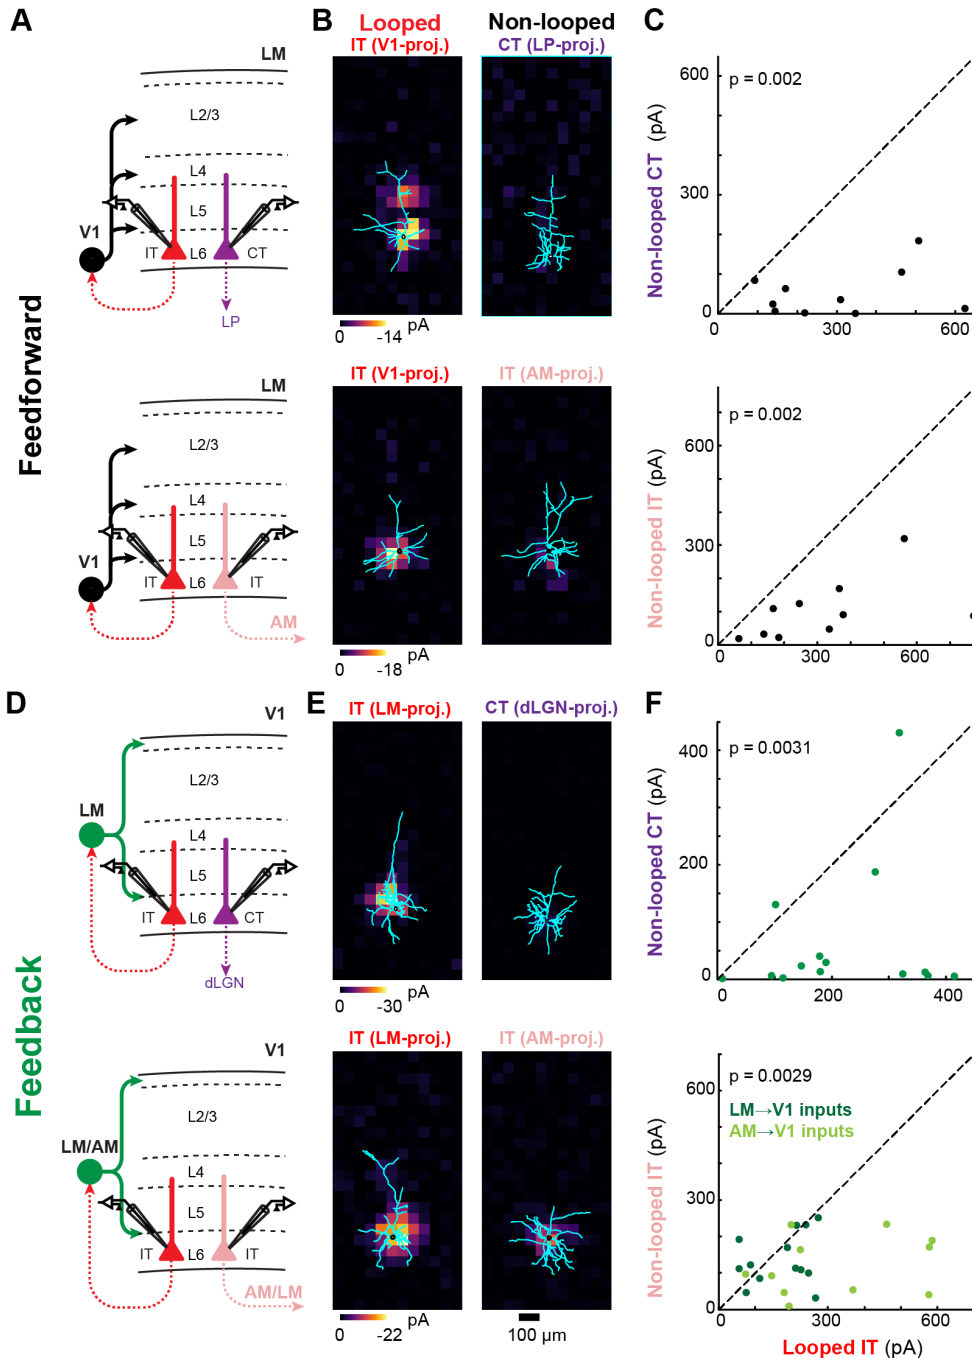 A
B
C
Looped
Non-looped
IT (V1-proj.)
CT (LP-proj.)
LM
L2/3
L4
L5
V1
IT
L6
CT
LP
0
-14
pA
600
p = 0.002
300
0
0
300
600
Non-looped CT (pA)
Feedforward
IT (V1-proj.)
IT (AM-proj.)
LM
L2/3
L4
L5
V1
IT
L6
IT
AM
0
-18
pA
p = 0.002
600
300
0
0
300
600
Non-looped IT (pA)
D
E
F
IT (LM-proj.)
CT (dLGN-proj.)
V1
L2/3
LM
L4
L5
IT
L6
CT
dLGN
0
-30
pA
400
p = 0.0031
200
0
0
200
400
Non-looped CT (pA)
Feedback
IT (LM-proj.)
IT (AM-proj.)
V1
L2/3
LM/AM
L4
L5
IT
L6
IT
AM/LM
0
-22
pA
100 µm
p = 0.0029
600
LM→V1 inputs
AM→V1 inputs
300
0
0
300
600
Non-looped IT (pA)
Looped IT (pA)